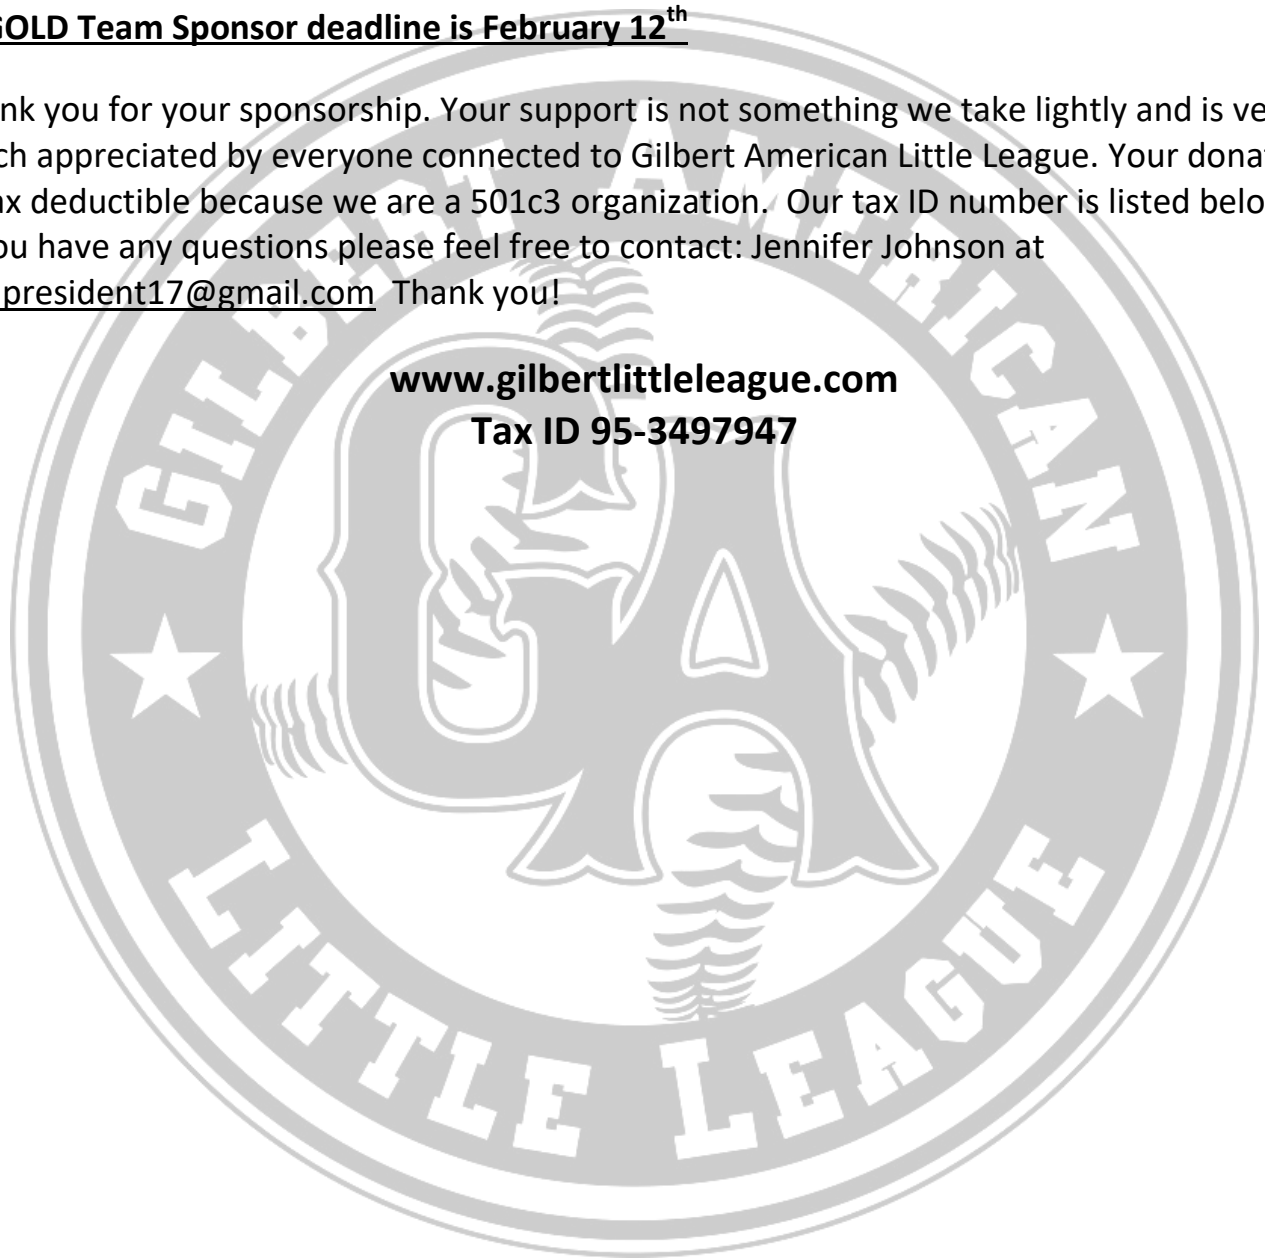 GOLD Team Sponsor deadline is February 12th
nk you for your sponsorship. Your support is not something we take lightly and is ve
ch appreciated by everyone connected to Gilbert American Little League. Your dona
ax deductible because we are a 501c3 organization.  Our tax ID number is listed belo
ou have any questions please feel free to contact: Jennifer Johnson at
president17@gmail.com  Thank you!
www.gilbertlittleleague.com
Tax ID 95-3497947
GILBERT AMERICAN
GA
LITTLE LEAGUE